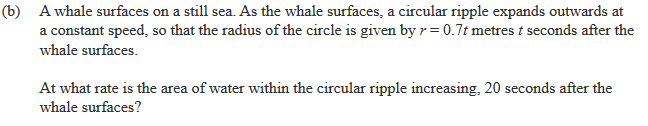 (b) A whale surfaces on a still sea. As the whale surfaces, a circular ripple expands outwards at
a constant speed, so that the radius of the circle is given by r = 0.7t metres t seconds after the
whale surfaces.
At what rate is the area of water within the circular ripple increasing, 20 seconds after the
whale surfaces?